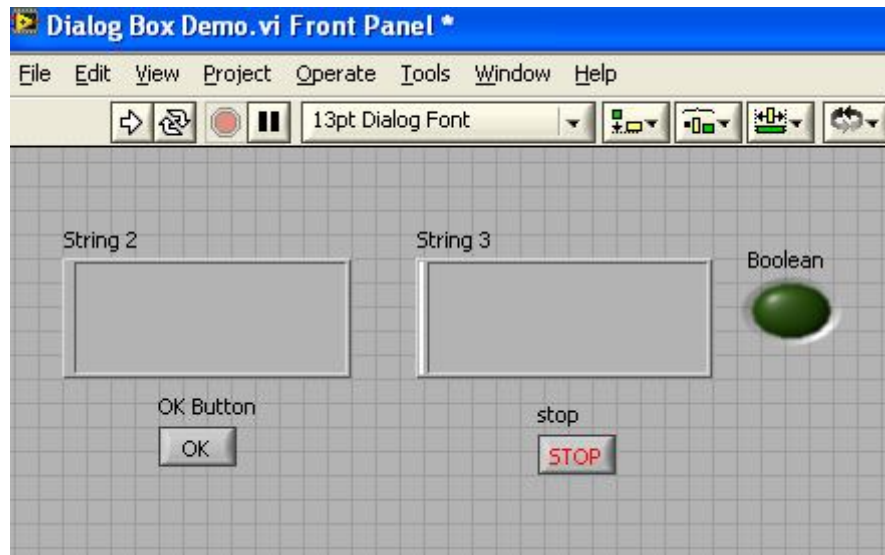 Dialog Box Demo.vi Front Panel *
File Edit View Project Operate Tools Window Help
13pt Dialog Font
String 2
String 3
Boolean
OK Button
OK
stop
STOP